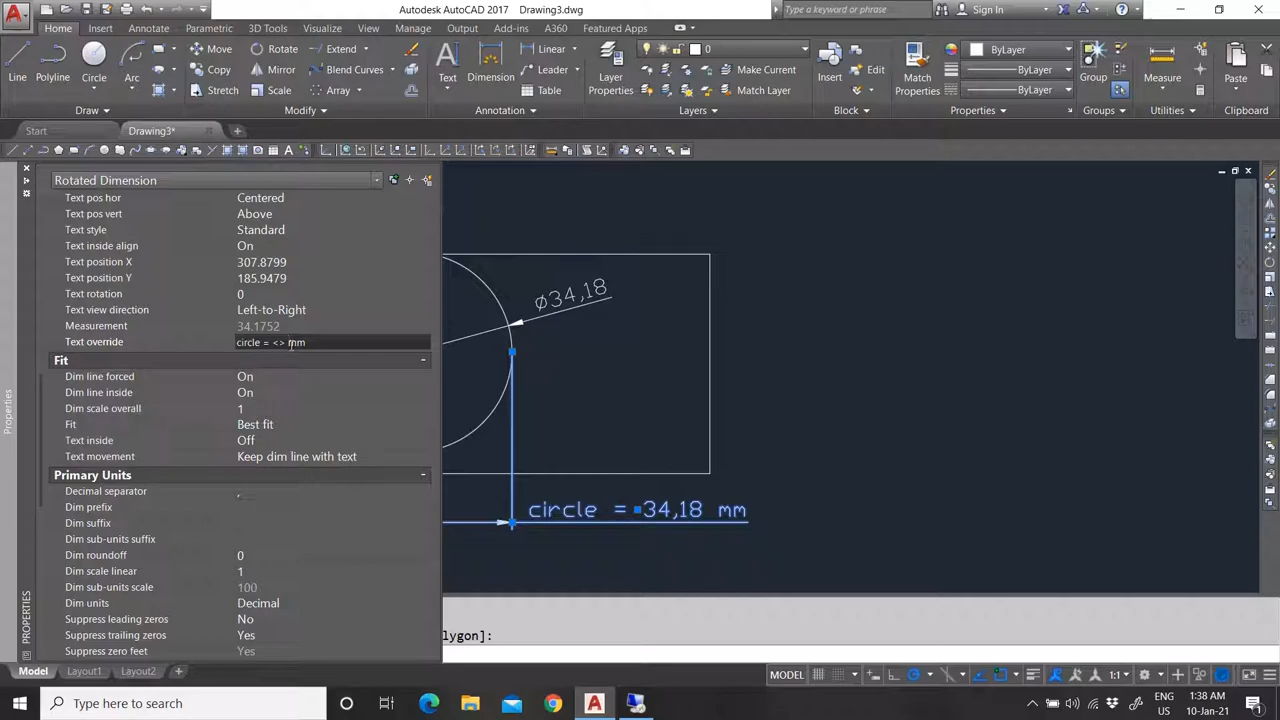 Autodesk AutoCAD 2017 Drawing3.dwg
Type a keyword or phrase
Sign In
Home Insert Annotate Parametric 3D Tools Visualize View Manage Output Add-ins A360 Featured Apps
Line Polyline Circle Arc
Move Rotate Extend
Copy Mirror Blend Curves
Stretch Scale Array
Draw Modify
Text Dimension
Linear
Leader
Table
Annotation
Layer Properties
0
Make Current
Match Layer
Layers
Insert
Edit
Block
Match Properties
ByLayer
ByLayer
ByLayer
Properties
Group
Groups
Measure
Utilities
Paste
Clipboard
Start Drawing3*
Rotated Dimension
Text pos hor Centered
Text pos vert Above
Text style Standard
Text inside align On
Text position X 307.8799
Text position Y 185.9479
Text rotation 0
Text view direction Left-to-Right
Measurement 34.1752
Text override circle = <> mm
Fit
Dim line forced On
Dim line inside On
Dim scale overall 1
Fit Best fit
Text inside Off
Text movement Keep dim line with text
Primary Units
Decimal separator ,
Dim prefix
Dim suffix
Dim sub-units suffix
Dim roundoff 0
Dim scale linear 1
Dim sub-units scale 100
Dim units Decimal
Suppress leading zeros No
Suppress trailing zeros Yes
Suppress zero feet Yes
Properties
PROPERTIES
ø34,18
circle = 34,18 mm
lygon]:
Model Layout1 Layout2
MODEL
1:1
Type here to search
ENG
US
1:38 AM
10-Jan-21
1